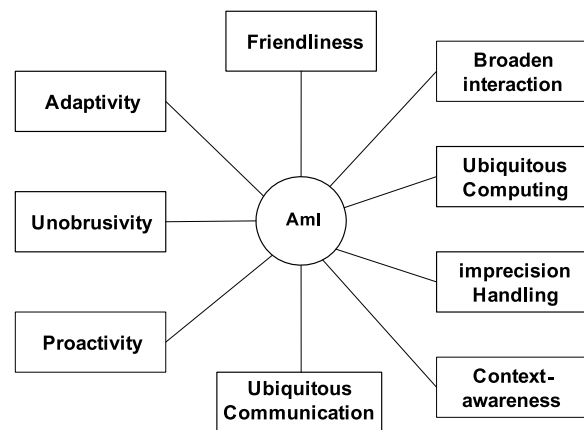 Friendliness
Broaden
interaction
Adaptivity
Ubiquitous
Computing
Unobrusivity
AmI
imprecision
Handling
Proactivity
Ubiquitous
Communication
Context-
awareness